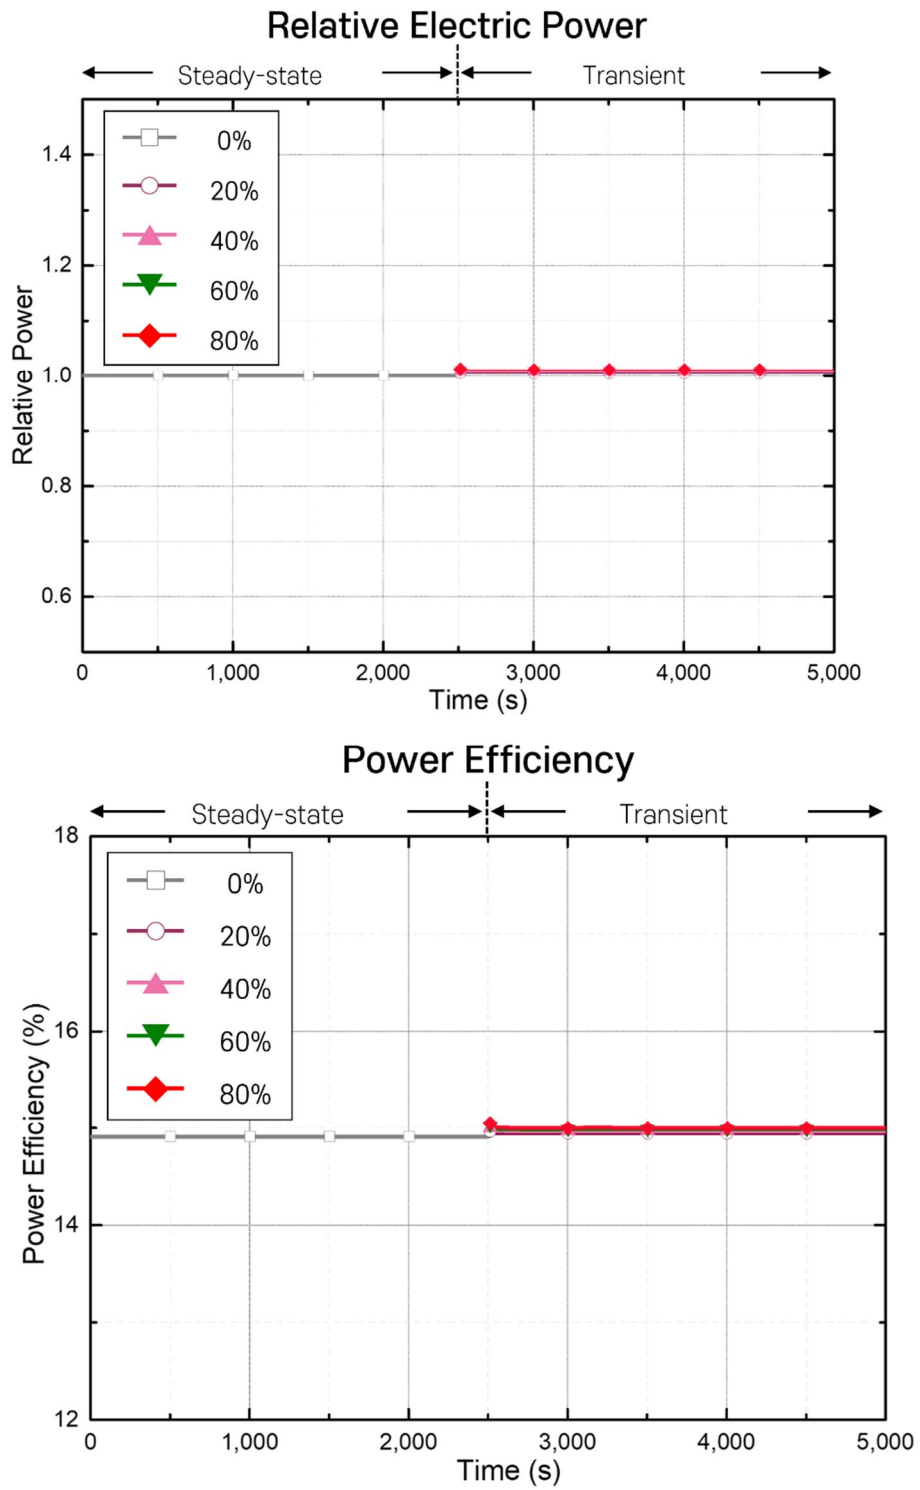 Relative Electric Power
Steady-state Transient
0%
20%
40%
60%
80%
1.4
1.2
1.0
0.8
0.6
Relative Power
0 1,000 2,000 3,000 4,000 5,000
Time (s)
Power Efficiency
Steady-state Transient
0%
20%
40%
60%
80%
18
16
14
12
Power Efficiency (%)
0 1,000 2,000 3,000 4,000 5,000
Time (s)